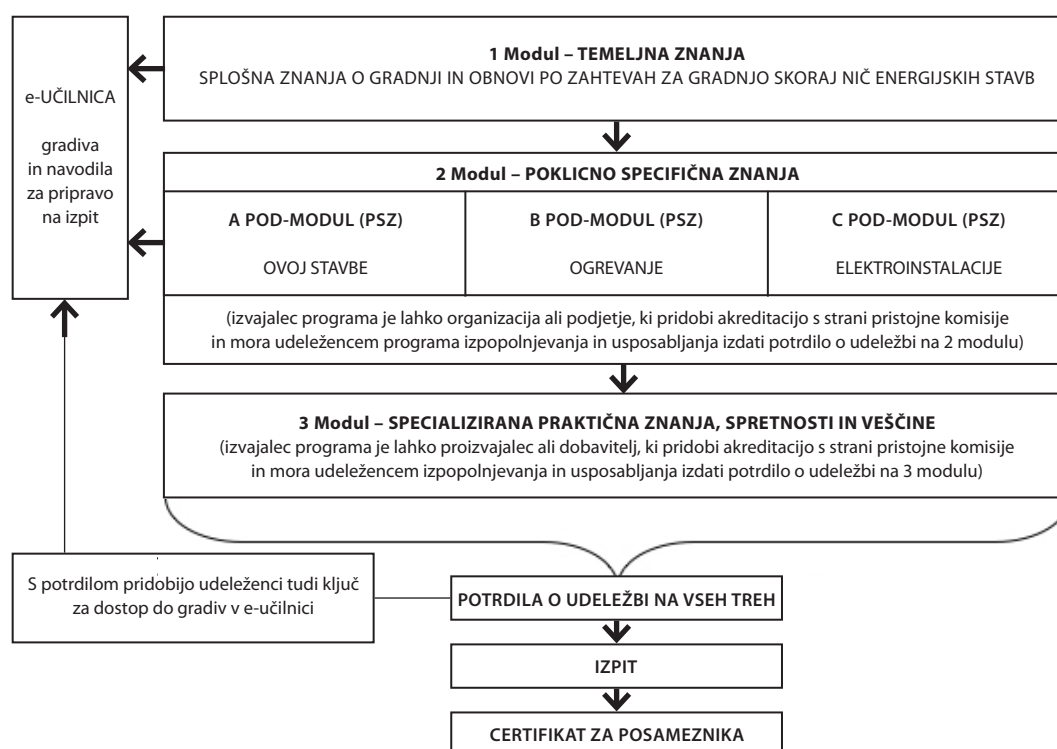 1 Modul – TEMELJNA ZNANJA
SPLOŠNA ZNANJA O GRADNJI IN OBNOVI PO ZAHTEVAH ZA GRADNJO SKORAJ NIČ ENERGIJSKIH STAVB
e-UČILNICA
gradiva
in navodila
za pripravo
na izpit
2 Modul – POKLICNO SPECIFIČNA ZNANJA
A POD-MODUL (PSZ)
OVOJ STAVBE
B POD-MODUL (PSZ)
OGREVANJE
C POD-MODUL (PSZ)
ELEKTROINSTALACIJE
(izvajalec programa je lahko organizacija ali podjetje, ki pridobi akreditacijo s strani pristojne komisije
in mora udeležencem programa izpopolnjevanja in usposabljanja izdati potrdilo o udeležbi na 2 modulu)
3 Modul – SPECIALIZIRANA PRAKTIČNA ZNANJA, SPRETNOSTI IN VEŠČINE
(izvajalec programa je lahko proizvajalec ali dobavitelj, ki pridobi akreditacijo s strani pristojne komisije
in mora udeležencem izpopolnjevanja in usposabljanja izdati potrdilo o udeležbi na 3 modulu)
S potrdilom pridobijo udeleženci tudi ključ
za dostop do gradiv v e-učilnici
POTRDILA O UDELEŽBI NA VSEH TREH
IZPIT
CERTIFIKAT ZA POSAMEZNIKA